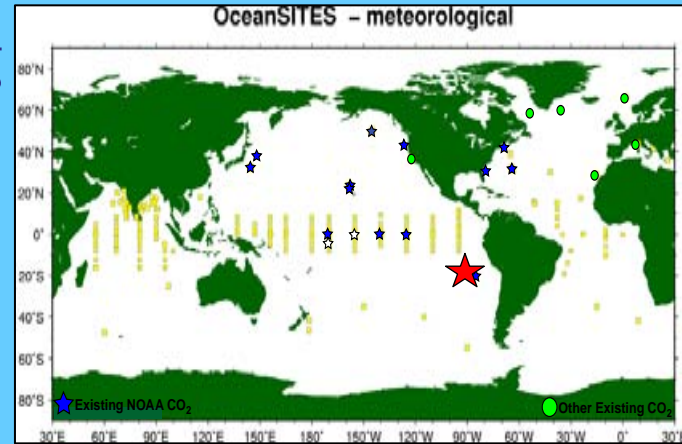 OceanSITES – meteorological
80°N
60°N
40°N
20°N
0°
20°S
40°S
60°S
80°S
Existing NOAA CO₂
Other Existing CO₂
30°E 60°E 90°E 120°E 150°E 180°E 150°W 120°W 90°W 60°W 30°W 0° 30°E